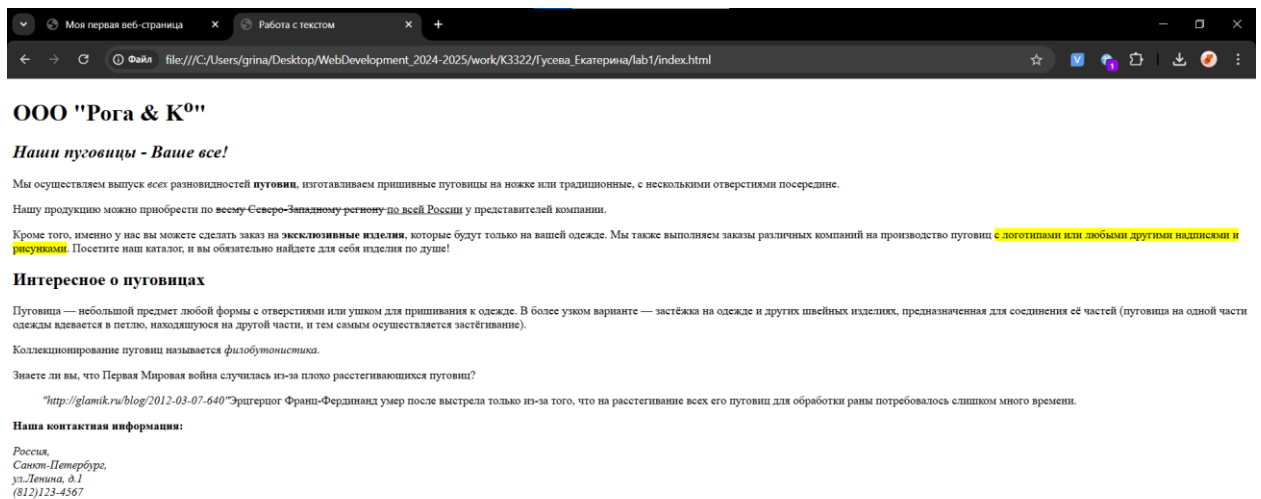 Моя первая веб-страница
Работа с текстом
Файл file:///C:/Users/grina/Desktop/WebDevelopment_2024-2025/work/K3322/Гусева_Екатерина/lab1/index.html
V
1
ООО "Рога & К⁰"
Наши пуговицы - Ваше все!
Мы осуществляем выпуск всех разновидностей пуговиц, изготавливаем пришивные пуговицы на ножке или традиционные, с несколькими отверстиями посередине.
Нашу продукцию можно приобрести по всему Северо-Западному региону по всей России у представителей компании.
Кроме того, именно у нас вы можете сделать заказ на эксклюзивные изделия, которые будут только на вашей одежде. Мы также выполняем заказы различных компаний на производство пуговиц с логотипами или любыми другими надписями и
рисунками. Посетите наш каталог, и вы обязательно найдете для себя изделия по душе!
Интересное о пуговицах
Пуговица — небольшой предмет любой формы с отверстиями или ушком для пришивания к одежде. В более узком варианте — застёжка на одежде и других швейных изделиях, предназначенная для соединения её частей (пуговица на одной части
одежды вдевается в петлю, находящуюся на другой части, и тем самым осуществляется застёгивание).
Коллекционирование пуговиц называется филобутонистика.
Знаете ли вы, что Первая Мировая война случилась из-за плохо расстегивающихся пуговиц?
"http://glamik.ru/blog/2012-03-07-640"Эрцгерцог Франц-Фердинанд умер после выстрела только из-за того, что на расстегивание всех его пуговиц для обработки раны потребовалось слишком много времени.
Наша контактная информация:
Россия,
Санкт-Петербург,
ул.Ленина, д.1
(812)123-4567